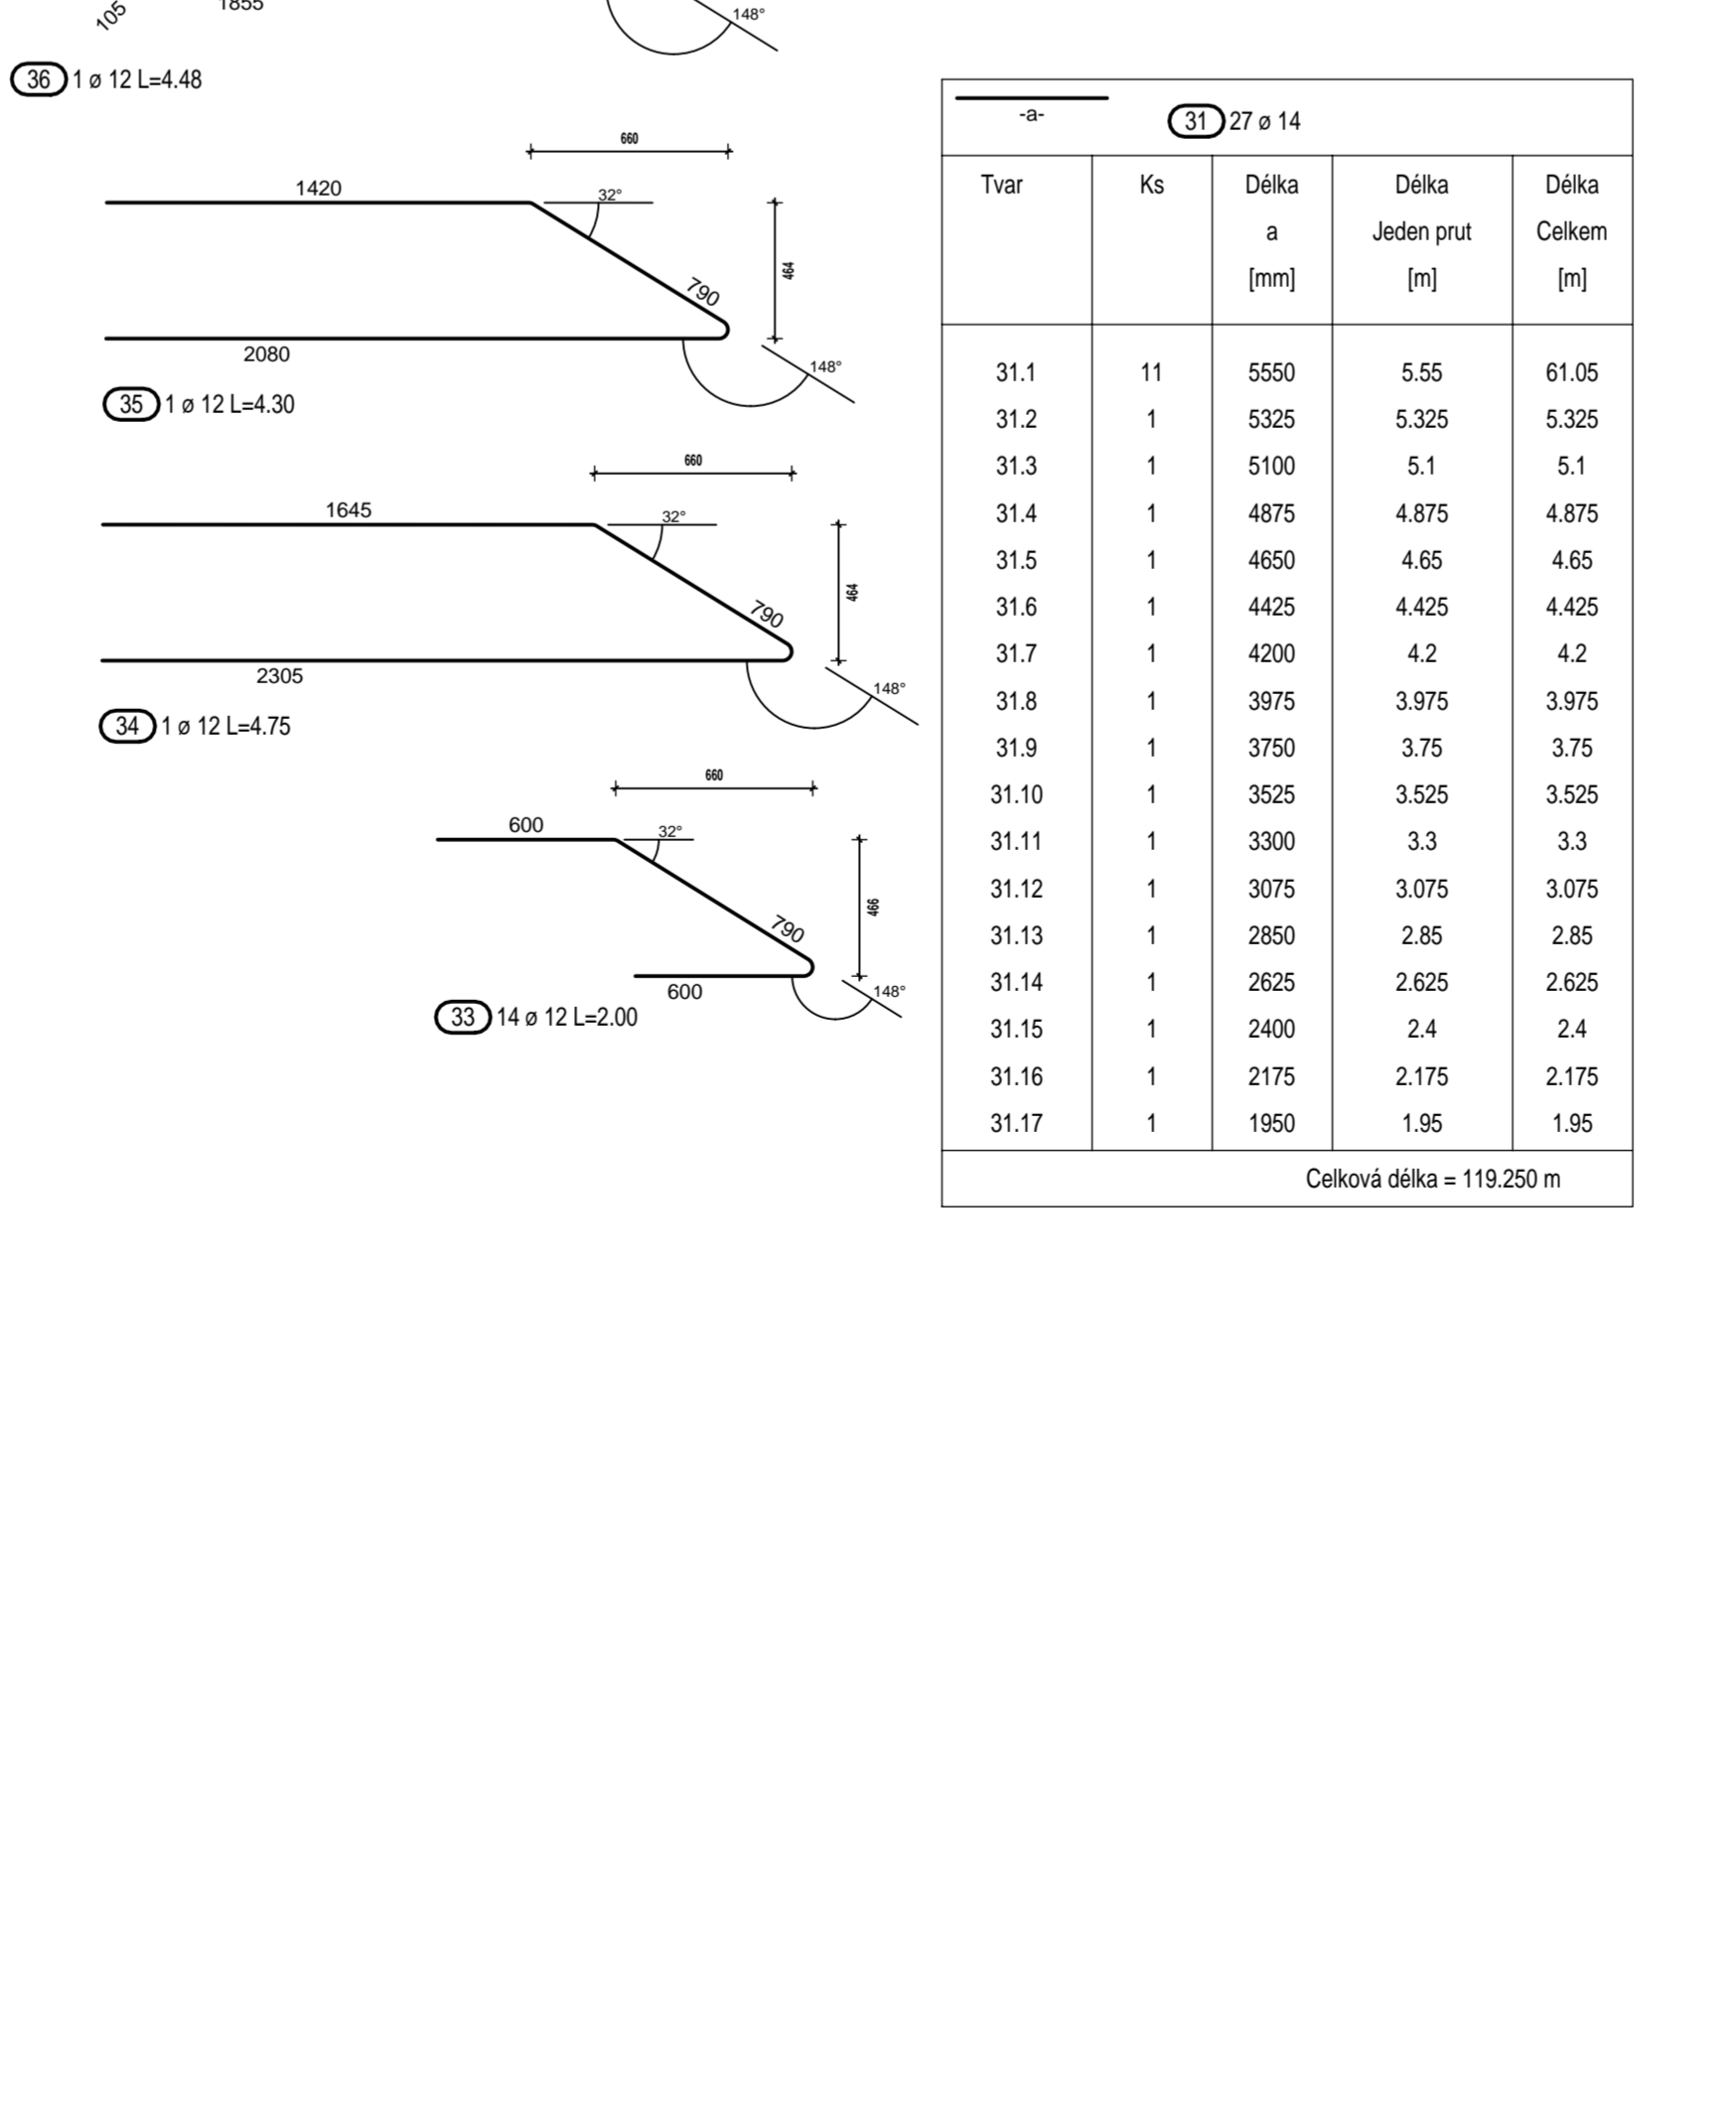 105
1855
148°
36 1 ø 12 L=4.48
660
1420
32°
790
464
2080
148°
35 1 ø 12 L=4.30
660
1645
32°
790
464
2305
148°
34 1 ø 12 L=4.75
660
600
32°
790
466
600
148°
33 14 ø 12 L=2.00
-a-
31 27 ø 14
Tvar Ks Délka Délka Délka
a Jeden prut Celkem
[mm] [m] [m]
31.1 11 5550 5.55 61.05
31.2 1 5325 5.325 5.325
31.3 1 5100 5.1 5.1
31.4 1 4875 4.875 4.875
31.5 1 4650 4.65 4.65
31.6 1 4425 4.425 4.425
31.7 1 4200 4.2 4.2
31.8 1 3975 3.975 3.975
31.9 1 3750 3.75 3.75
31.10 1 3525 3.525 3.525
31.11 1 3300 3.3 3.3
31.12 1 3075 3.075 3.075
31.13 1 2850 2.85 2.85
31.14 1 2625 2.625 2.625
31.15 1 2400 2.4 2.4
31.16 1 2175 2.175 2.175
31.17 1 1950 1.95 1.95
Celková délka = 119.250 m